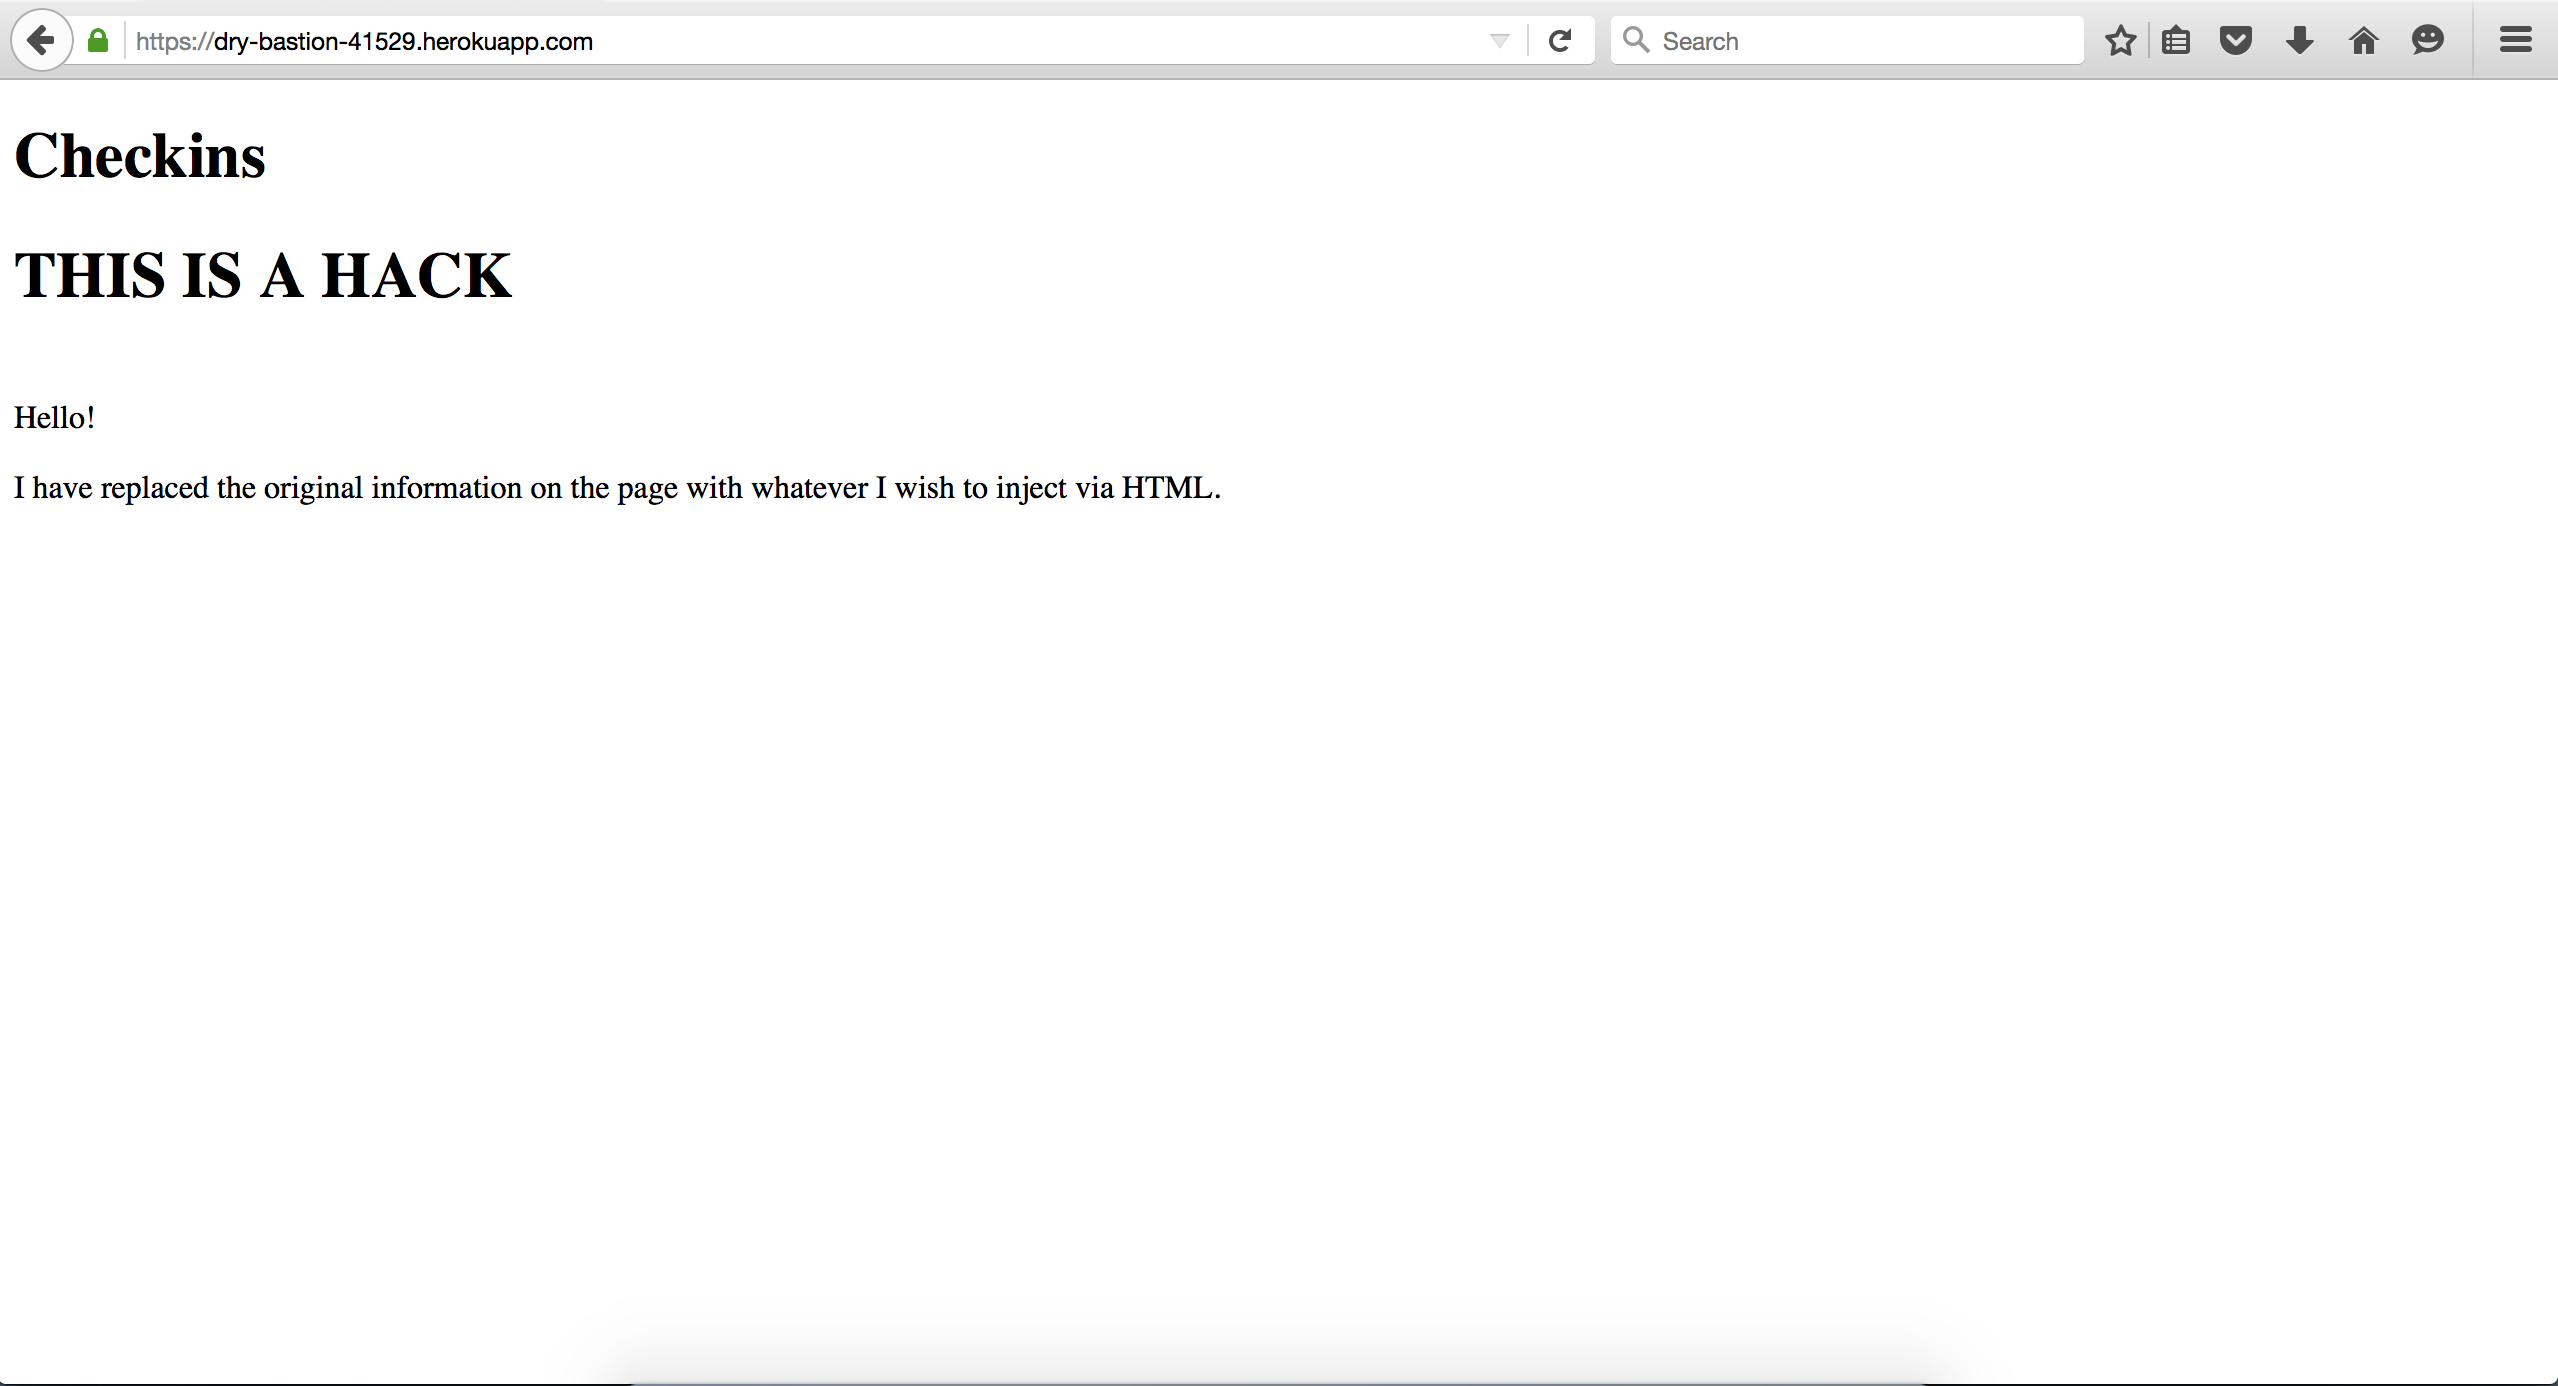 https://dry-bastion-41529.herokuapp.com
Search
Checkins
THIS IS A HACK
Hello!
I have replaced the original information on the page with whatever I wish to inject via HTML.